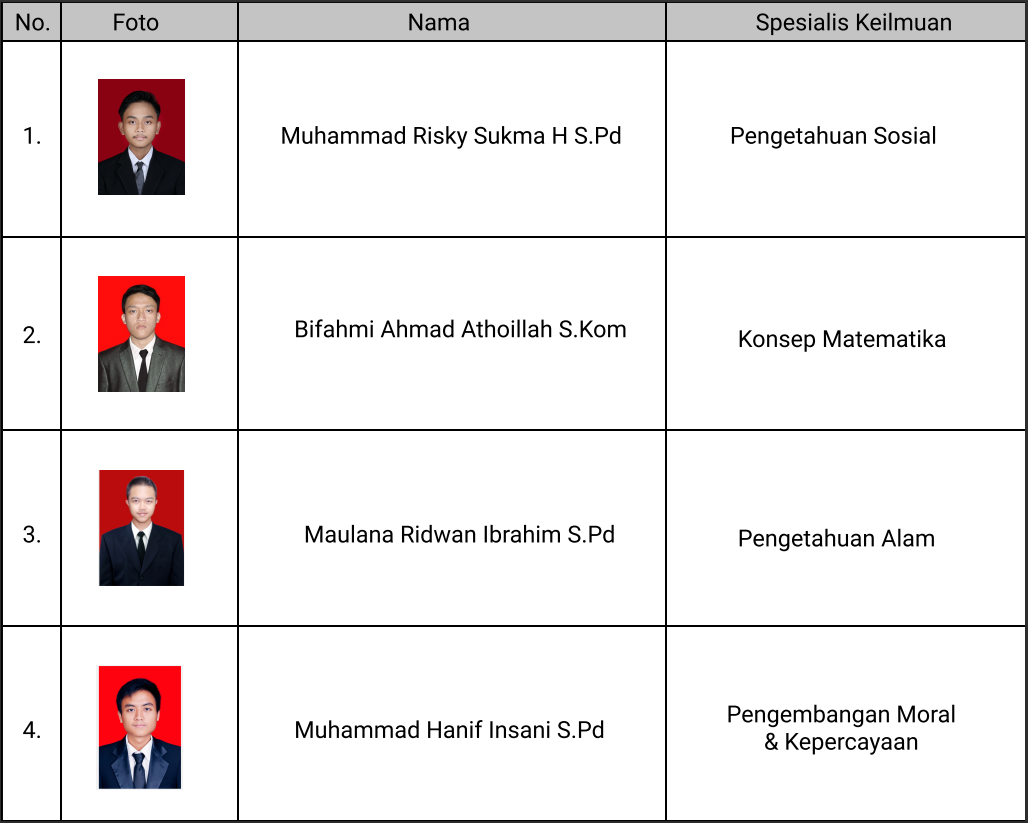 No. Foto Nama Spesialis Keilmuan
1. Muhammad Risky Sukma H S.Pd Pengetahuan Sosial
2. Bifahmi Ahmad Athoillah S.Kom Konsep Matematika
3. Maulana Ridwan Ibrahim S.Pd Pengetahuan Alam
4. Muhammad Hanif Insani S.Pd Pengembangan Moral
& Kepercayaan